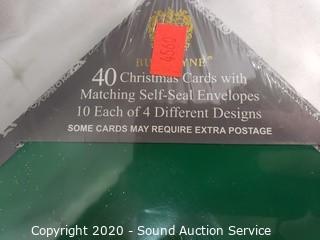 4560
40 Christmas Cards with
Matching Self-Seal Envelopes
10 Each of 4 Different Designs
SOME CARDS MAY REQUIRE EXTRA POSTAGE
Copyright 2020 - Sound Auction Service